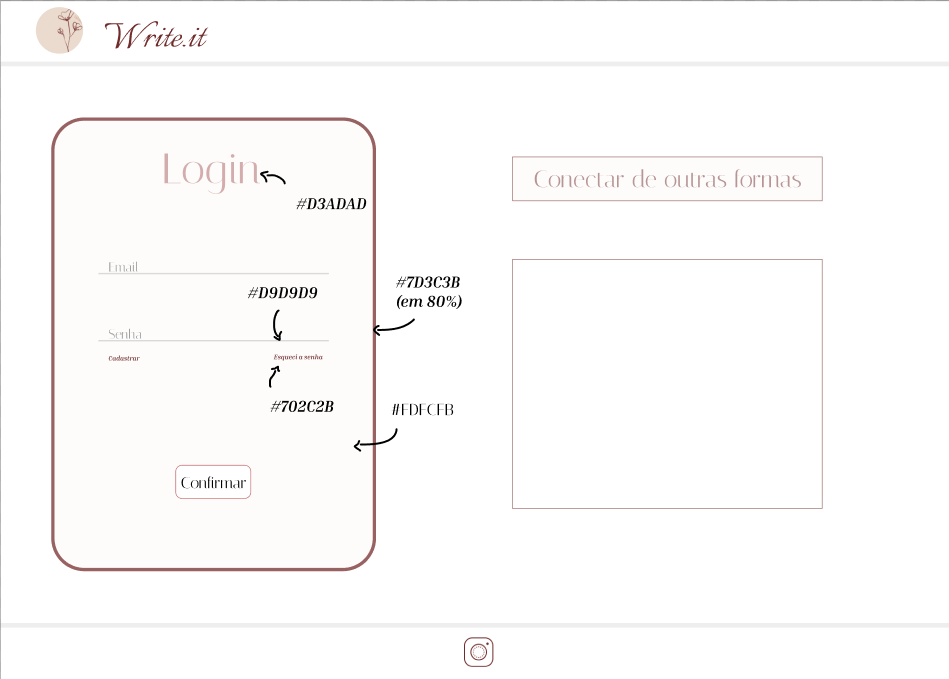 Write.it
Login
#D3ADAD
Conectar de outras formas
Email
#D9D9D9
#7D3C3B
(em 80%)
Senha
Cadastrar
Esqueci a senha
#702C2B
#FDFCFB
Confirmar